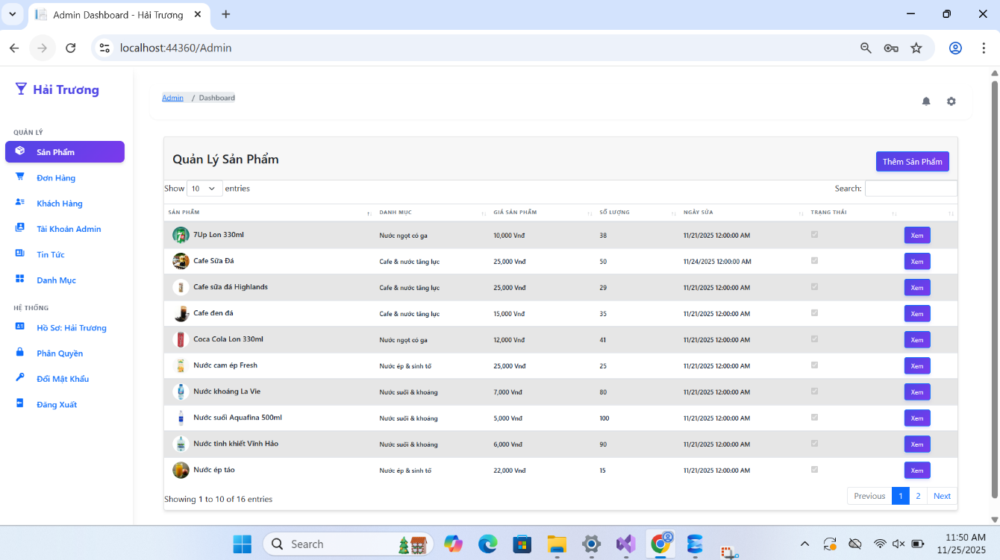 Admin Dashboard - Hải Trương
localhost:44360/Admin
Hải Trương
Admin / Dashboard
QUẢN LÝ
Sản Phẩm
Đơn Hàng
Khách Hàng
Tài Khoản Admin
Tin Tức
Danh Mục
HỆ THỐNG
Hồ Sơ: Hải Trương
Phân Quyền
Đổi Mật Khẩu
Đăng Xuất
Quản Lý Sản Phẩm
Thêm Sản Phẩm
Show 10 entries Search:
SẢN PHẨM DANH MỤC GIÁ SẢN PHẨM SỐ LƯỢNG NGÀY SỬA TRẠNG THÁI
7Up Lon 330ml Nước ngọt có ga 10,000 Vnđ 38 11/21/2025 12:00:00 AM Xem
Cafe Sữa Đá Cafe & nước tăng lực 25,000 Vnđ 50 11/24/2025 12:00:00 AM Xem
Cafe sữa đá Highlands Cafe & nước tăng lực 25,000 Vnđ 29 11/21/2025 12:00:00 AM Xem
Cafe đen đá Cafe & nước tăng lực 15,000 Vnđ 35 11/21/2025 12:00:00 AM Xem
Coca Cola Lon 330ml Nước ngọt có ga 12,000 Vnđ 41 11/21/2025 12:00:00 AM Xem
Nước cam ép Fresh Nước ép & sinh tố 25,000 Vnđ 25 11/21/2025 12:00:00 AM Xem
Nước khoáng La Vie Nước suối & khoáng 7,000 Vnđ 80 11/21/2025 12:00:00 AM Xem
Nước suối Aquafina 500ml Nước suối & khoáng 5,000 Vnđ 100 11/21/2025 12:00:00 AM Xem
Nước tinh khiết Vĩnh Hảo Nước suối & khoáng 6,000 Vnđ 90 11/21/2025 12:00:00 AM Xem
Nước ép táo Nước ép & sinh tố 22,000 Vnđ 15 11/21/2025 12:00:00 AM Xem
Showing 1 to 10 of 16 entries
Previous 1 2 Next
Search
11:50 AM
11/25/2025